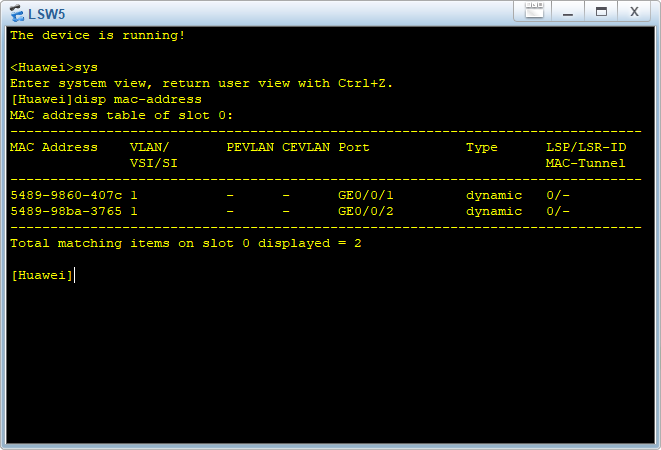 LSW5
The device is running!
<Huawei>sys
Enter system view, return user view with Ctrl+Z.
[Huawei]disp mac-address
MAC address table of slot 0:
-------------------------------------------------------------------------------
MAC Address    VLAN/       PEVLAN CEVLAN Port            Type      LSP/LSR-ID
               VSI/SI                                              MAC-Tunnel
-------------------------------------------------------------------------------
5489-9860-407c 1           -      -      GE0/0/1         dynamic   0/-
5489-98ba-3765 1           -      -      GE0/0/2         dynamic   0/-
-------------------------------------------------------------------------------
Total matching items on slot 0 displayed = 2
[Huawei]